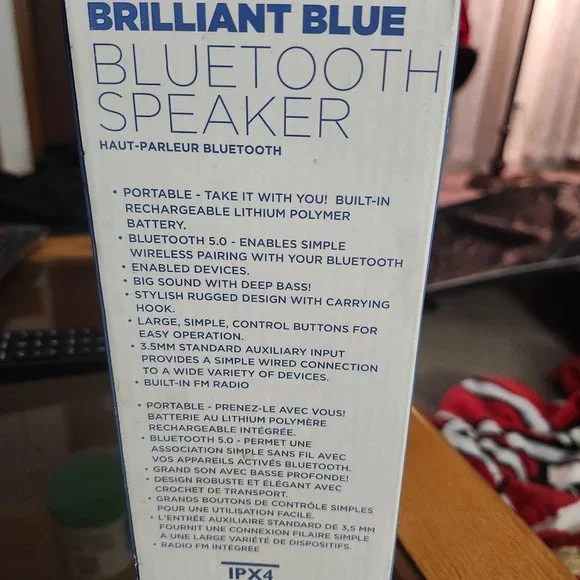 BRILLIANT BLUE
BLUETOOTH
SPEAKER
HAUT-PARLEUR BLUETOOTH
• PORTABLE - TAKE IT WITH YOU! BUILT-IN
RECHARGEABLE LITHIUM POLYMER
BATTERY.
• BLUETOOTH 5.0 - ENABLES SIMPLE
WIRELESS PAIRING WITH YOUR BLUETOOTH
• ENABLED DEVICES.
• BIG SOUND WITH DEEP BASS!
• STYLISH RUGGED DESIGN WITH CARRYING
HOOK.
• LARGE, SIMPLE, CONTROL BUTTONS FOR
EASY OPERATION.
• 3.5MM STANDARD AUXILIARY INPUT
PROVIDES A SIMPLE WIRED CONNECTION
TO A WIDE VARIETY OF DEVICES.
• BUILT-IN FM RADIO
• PORTABLE - PRENEZ-LE AVEC VOUS!
BATTERIE AU LITHIUM POLYMÈRE
RECHARGEABLE INTÉGRÉE.
• BLUETOOTH 5.0 - PERMET UNE
ASSOCIATION SIMPLE SANS FIL AVEC
VOS APPAREILS ACTIVÉS BLUETOOTH.
• GRAND SON AVEC BASSE PROFONDE!
• DESIGN ROBUSTE ET ÉLÉGANT AVEC
CROCHET DE TRANSPORT.
• GRANDS BOUTONS DE CONTRÔLE SIMPLES
POUR UNE UTILISATION FACILE.
• L'ENTRÉE AUXILIAIRE STANDARD DE 3,5 MM
FOURNIT UNE CONNEXION FILAIRE SIMPLE
À UNE LARGE VARIÉTÉ DE DISPOSITIFS.
• RADIO FM INTÉGRÉE
IPX4